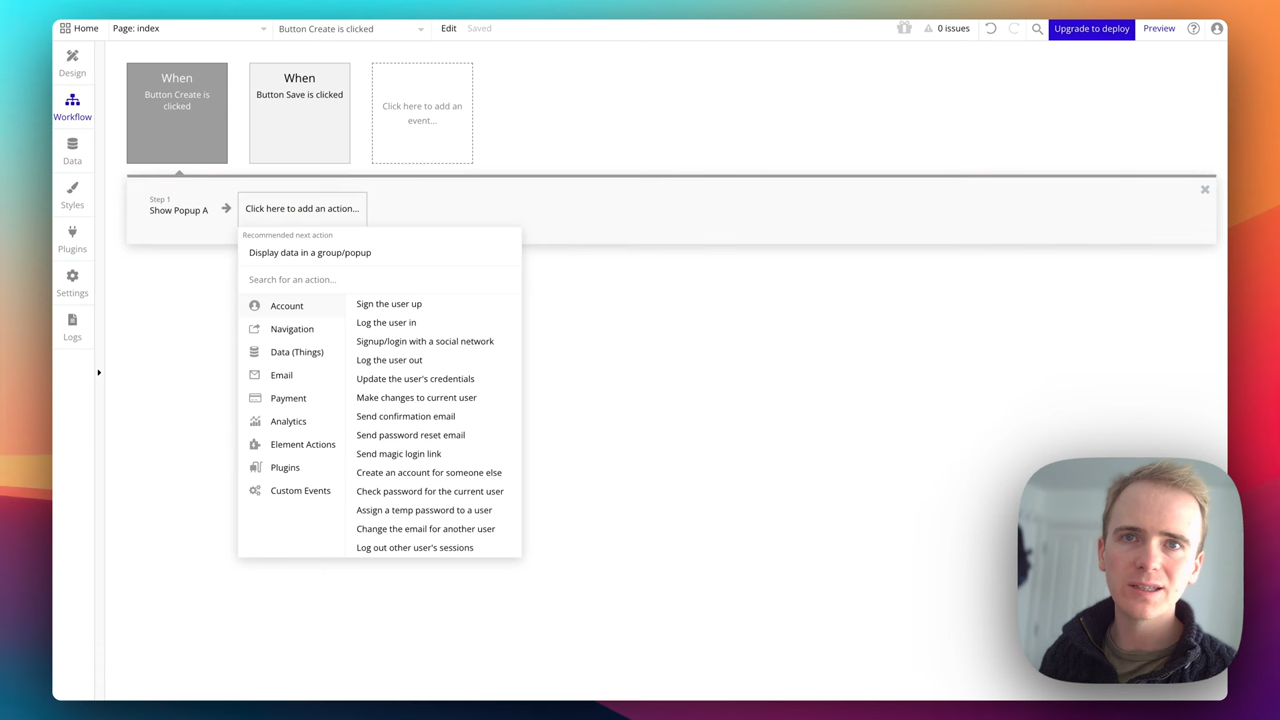 Home
Page: index
Button Create is clicked
Edit
Saved
0 issues
Upgrade to deploy
Preview
Design
Workflow
Data
Styles
Plugins
Settings
Logs
When
Button Create is
clicked
When
Button Save is clicked
Click here to add an
event...
Step 1
Show Popup A
Click here to add an action...
Recommended next action
Display data in a group/popup
Search for an action...
Account
Navigation
Data (Things)
Email
Payment
Analytics
Element Actions
Plugins
Custom Events
Sign the user up
Log the user in
Signup/login with a social network
Log the user out
Update the user's credentials
Make changes to current user
Send confirmation email
Send password reset email
Send magic login link
Create an account for someone else
Check password for the current user
Assign a temp password to a user
Change the email for another user
Log out other user's sessions